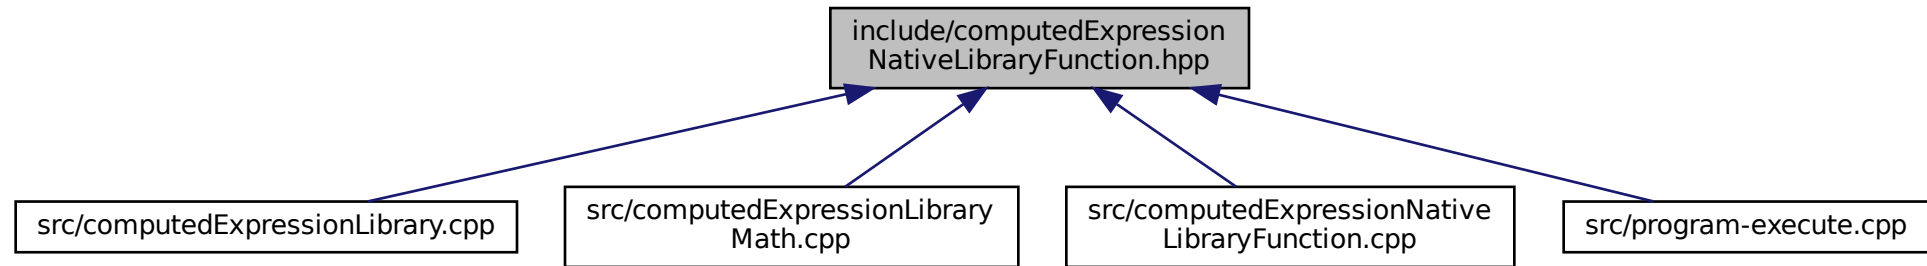 include/computedExpression
NativeLibraryFunction.hpp
src/computedExpressionLibrary.cpp
src/computedExpressionLibrary
Math.cpp
src/computedExpressionNative
LibraryFunction.cpp
src/program-execute.cpp